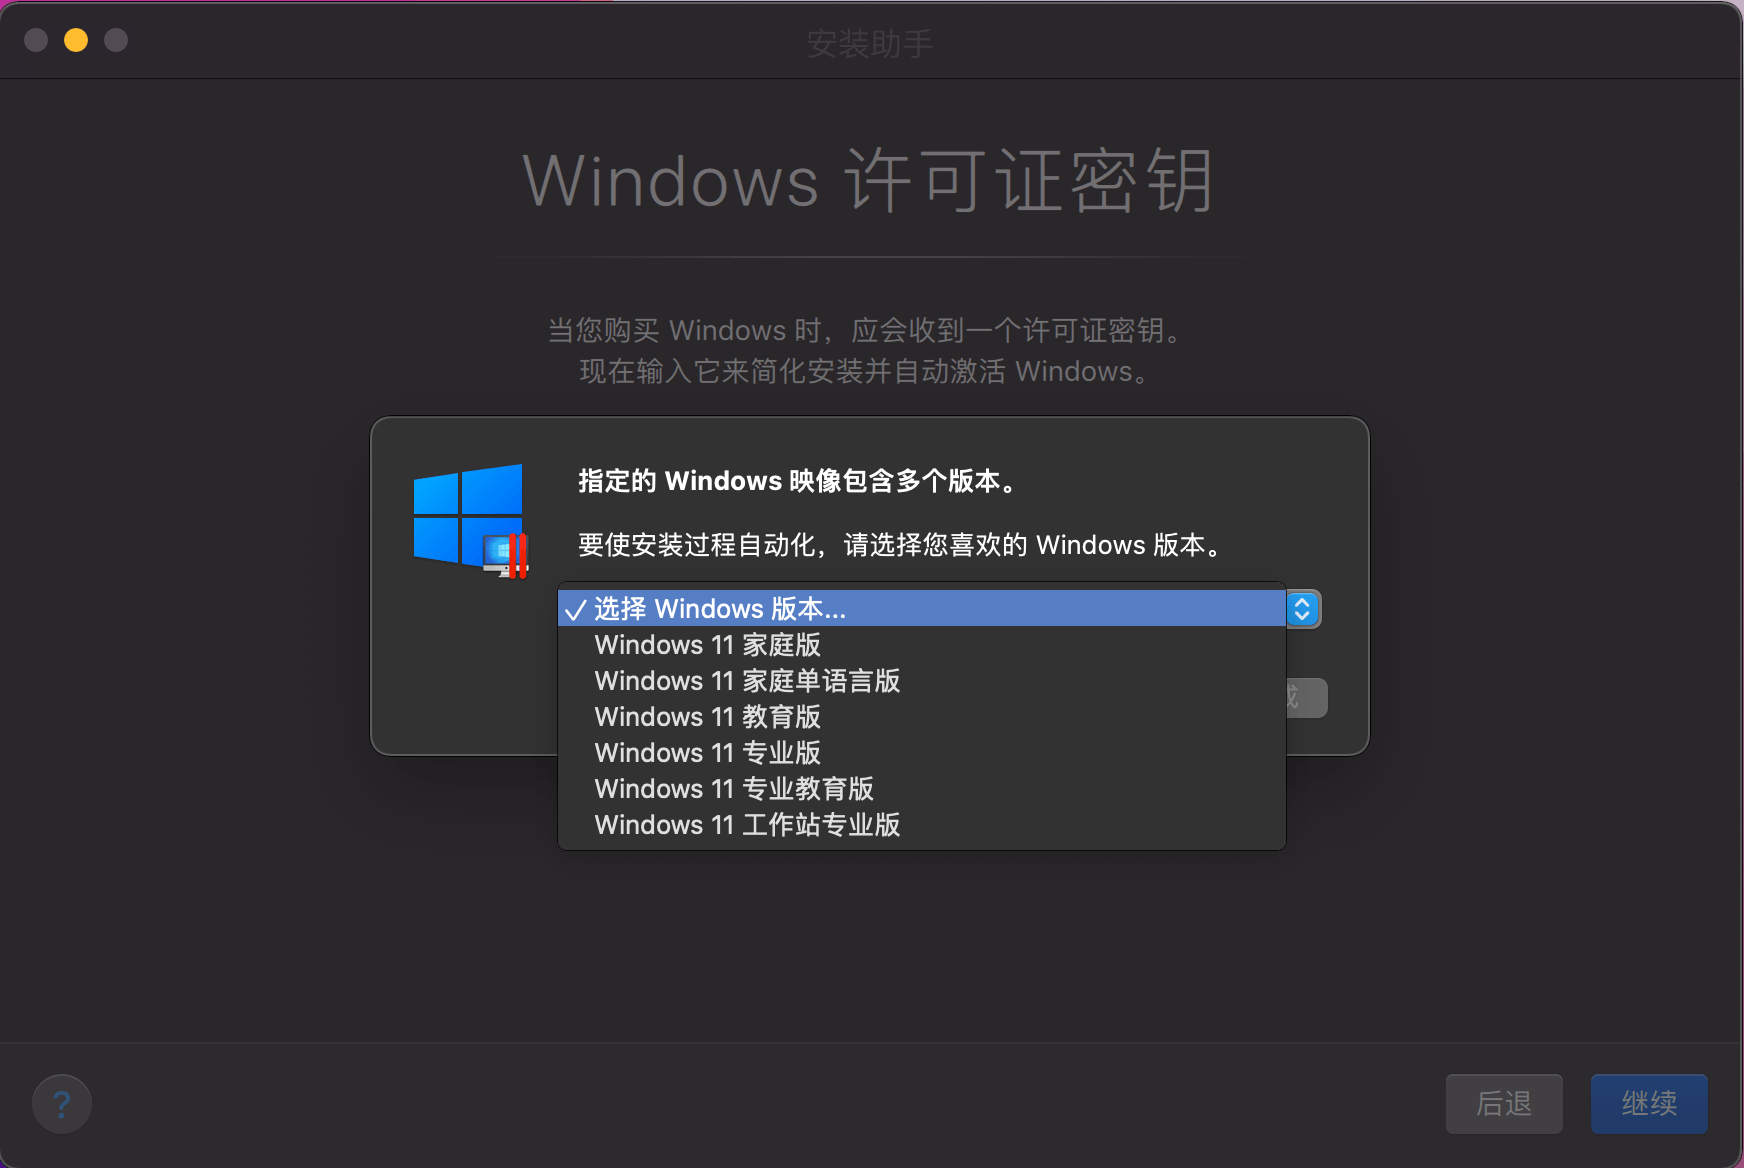 安装助手
Windows 许可证密钥
当您购买 Windows 时，应会收到一个许可证密钥。
现在输入它来简化安装并自动激活 Windows。
指定的 Windows 映像包含多个版本。
要使安装过程自动化，请选择您喜欢的 Windows 版本。
✓ 选择 Windows 版本...
Windows 11 家庭版
Windows 11 家庭单语言版
Windows 11 教育版
Windows 11 专业版
Windows 11 专业教育版
Windows 11 工作站专业版
?
后退
继续